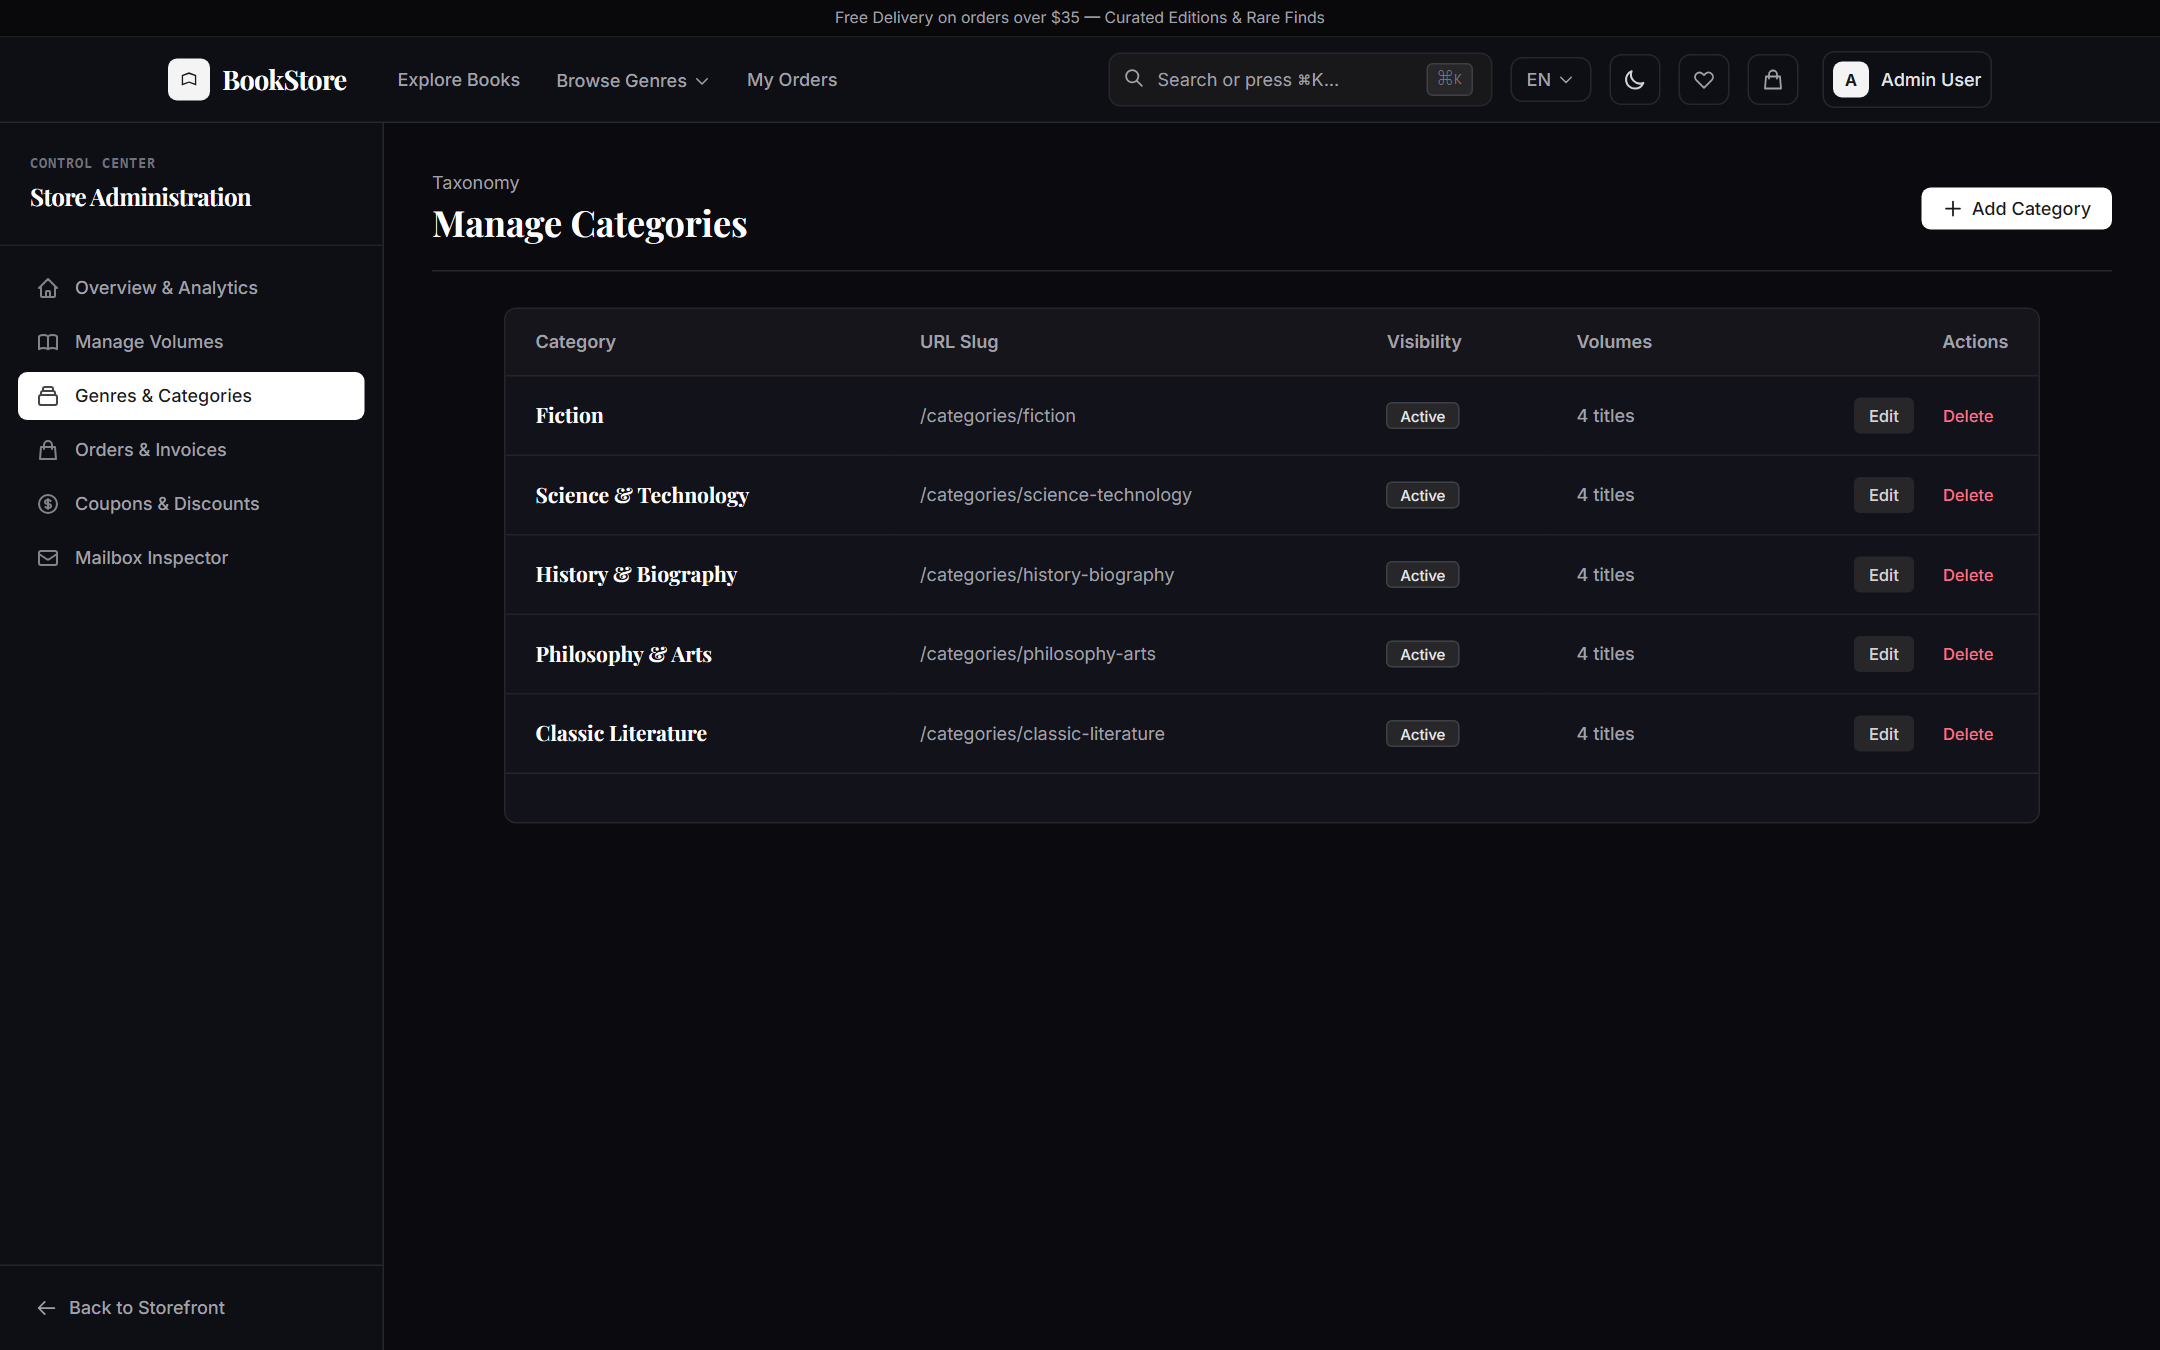 Free Delivery on orders over $35 — Curated Editions & Rare Finds
BookStore
Explore Books
Browse Genres
My Orders
Search or press ⌘K...
⌘K
EN
A
Admin User
CONTROL CENTER
Store Administration
Overview & Analytics
Manage Volumes
Genres & Categories
Orders & Invoices
Coupons & Discounts
Mailbox Inspector
Back to Storefront
Taxonomy
Manage Categories
Add Category
Category URL Slug Visibility Volumes Actions
Fiction /categories/fiction Active 4 titles Edit Delete
Science & Technology /categories/science-technology Active 4 titles Edit Delete
History & Biography /categories/history-biography Active 4 titles Edit Delete
Philosophy & Arts /categories/philosophy-arts Active 4 titles Edit Delete
Classic Literature /categories/classic-literature Active 4 titles Edit Delete